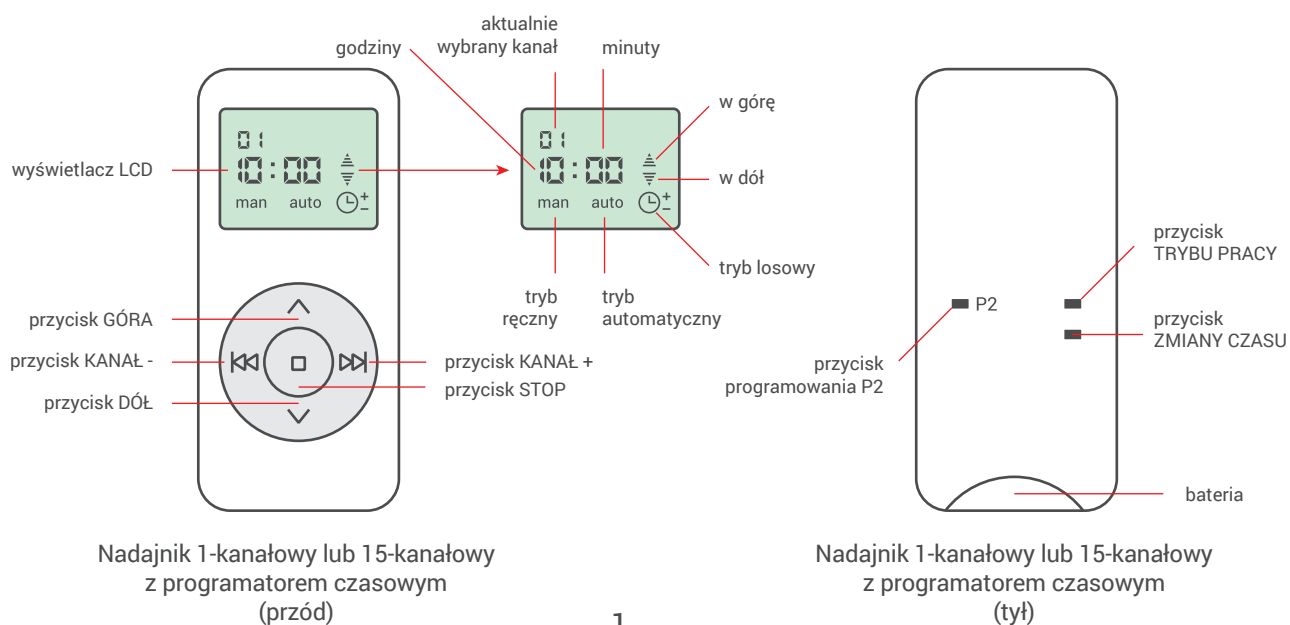 aktualnie
wybrany kanał
godziny
minuty
w górę
w dół
tryb losowy
wyświetlacz LCD
01
10:00
man auto
01
10:00
man auto
tryb
ręczny
tryb
automatyczny
przycisk GÓRA
przycisk KANAŁ -
przycisk DÓŁ
przycisk KANAŁ +
przycisk STOP
przycisk
TRYBU PRACY
P2
przycisk
ZMIANY CZASU
przycisk
programowania P2
bateria
Nadajnik 1-kanałowy lub 15-kanałowy
z programatorem czasowym
(przód)
Nadajnik 1-kanałowy lub 15-kanałowy
z programatorem czasowym
(tył)